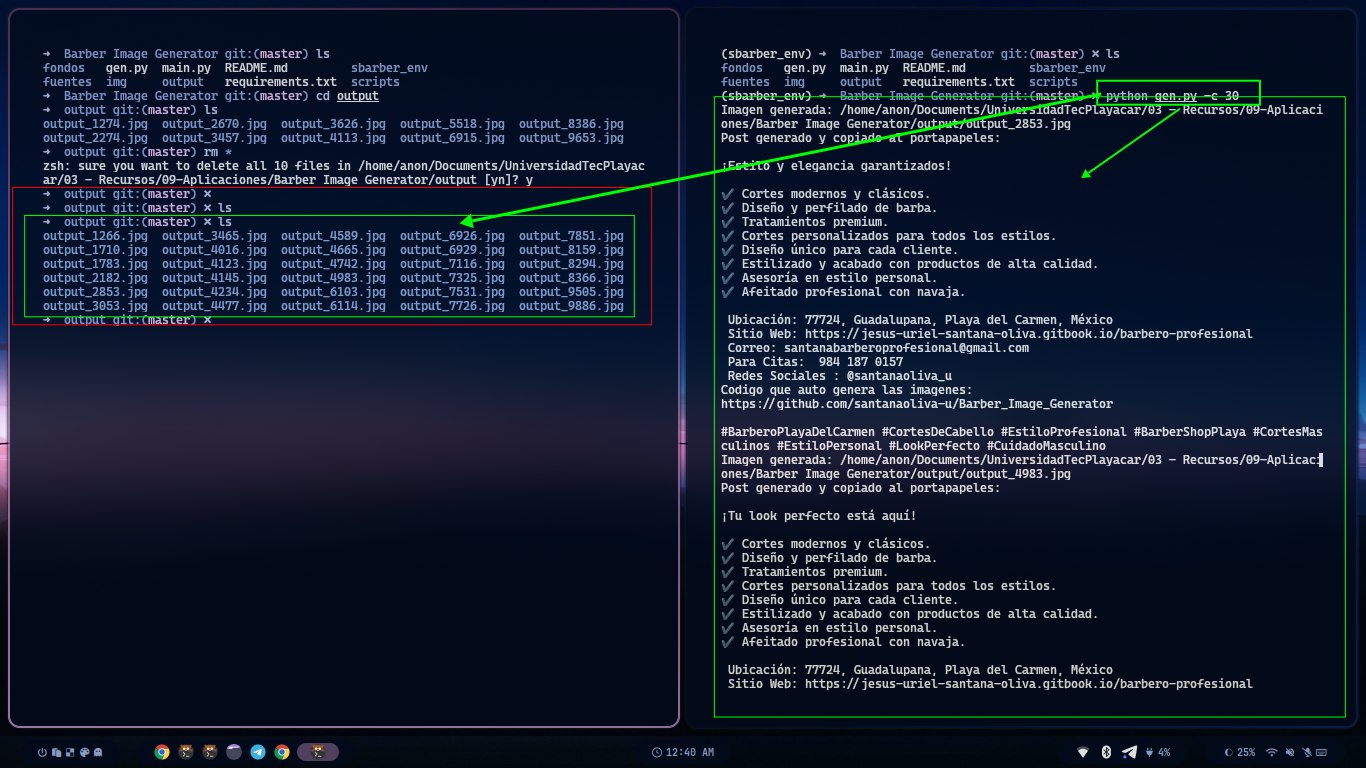 ➜  Barber Image Generator git:(master) ls
fondos   gen.py  main.py  README.md         sbarber_env
fuentes  img     output   requirements.txt  scripts
➜  Barber Image Generator git:(master) cd output
➜  output git:(master) ls
output_1274.jpg  output_2670.jpg  output_3626.jpg  output_5518.jpg  output_8386.jpg
output_2274.jpg  output_3457.jpg  output_4113.jpg  output_6915.jpg  output_9653.jpg
➜  output git:(master) rm *
zsh: sure you want to delete all 10 files in /home/anon/Documents/UniversidadTecPlayac
ar/03 - Recursos/09-Aplicaciones/Barber Image Generator/output [yn]? y
➜  output git:(master) ✗
➜  output git:(master) ✗ ls
➜  output git:(master) ✗ ls
output_1266.jpg  output_3465.jpg  output_4589.jpg  output_6926.jpg  output_7851.jpg
output_1710.jpg  output_4016.jpg  output_4665.jpg  output_6929.jpg  output_8159.jpg
output_1783.jpg  output_4123.jpg  output_4742.jpg  output_7116.jpg  output_8294.jpg
output_2182.jpg  output_4145.jpg  output_4983.jpg  output_7325.jpg  output_8366.jpg
output_2853.jpg  output_4234.jpg  output_6103.jpg  output_7531.jpg  output_9505.jpg
output_3053.jpg  output_4477.jpg  output_6114.jpg  output_7726.jpg  output_9886.jpg
➜  output git:(master) ✗
(sbarber_env) ➜  Barber Image Generator git:(master) ✗ ls
fondos   gen.py  main.py  README.md         sbarber_env
fuentes  img     output   requirements.txt  scripts
(sbarber_env) ➜  Barber Image Generator git:(master) ✗ python gen.py -c 30
Imagen generada: /home/anon/Documents/UniversidadTecPlayacar/03 - Recursos/09-Aplicaci
ones/Barber Image Generator/output/output_2853.jpg
Post generado y copiado al portapapeles:
¡Estilo y elegancia garantizados!
✔ Cortes modernos y clásicos.
✔ Diseño y perfilado de barba.
✔ Tratamientos premium.
✔ Cortes personalizados para todos los estilos.
✔ Diseño único para cada cliente.
✔ Estilizado y acabado con productos de alta calidad.
✔ Asesoría en estilo personal.
✔ Afeitado profesional con navaja.
Ubicación: 77724, Guadalupana, Playa del Carmen, México
Sitio Web: https://jesus-uriel-santana-oliva.gitbook.io/barbero-profesional
Correo: santanabarberoprofesional@gmail.com
Para Citas:  984 187 0157
Redes Sociales : @santanaoliva_u
Codigo que auto genera las imagenes:
https://github.com/santanaoliva-u/Barber_Image_Generator
#BarberoPlayaDelCarmen #CortesDeCabello #EstiloProfesional #BarberShopPlaya #CortesMas
culinos #EstiloPersonal #LookPerfecto #CuidadoMasculino
Imagen generada: /home/anon/Documents/UniversidadTecPlayacar/03 - Recursos/09-Aplicaci
ones/Barber Image Generator/output/output_4983.jpg
Post generado y copiado al portapapeles:
¡Tu look perfecto está aquí!
✔ Cortes modernos y clásicos.
✔ Diseño y perfilado de barba.
✔ Tratamientos premium.
✔ Cortes personalizados para todos los estilos.
✔ Diseño único para cada cliente.
✔ Estilizado y acabado con productos de alta calidad.
✔ Asesoría en estilo personal.
✔ Afeitado profesional con navaja.
Ubicación: 77724, Guadalupana, Playa del Carmen, México
Sitio Web: https://jesus-uriel-santana-oliva.gitbook.io/barbero-profesional
12:40 AM
4%
25%